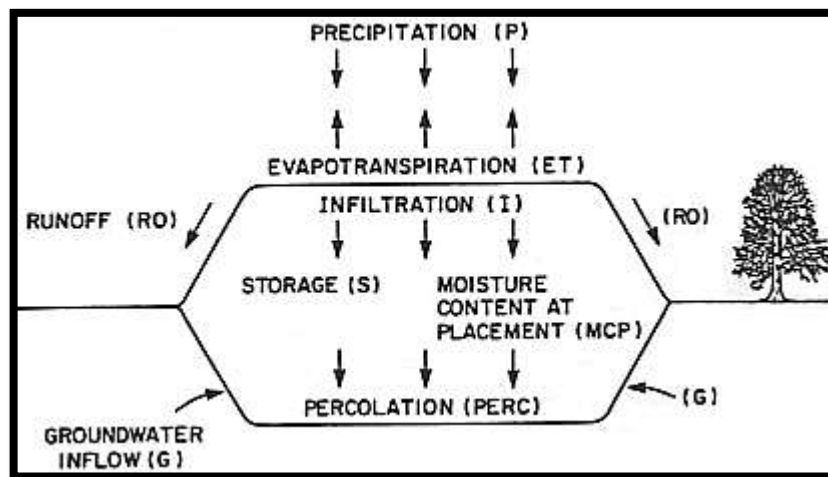 PRECIPITATION (P)
EVAPOTRANSPIRATION (ET)
INFILTRATION (I)
RUNOFF (RO)
(RO)
STORAGE (S)
MOISTURE
CONTENT AT
PLACEMENT (MCP)
PERCOLATION (PERC)
(G)
GROUNDWATER
INFLOW (G)